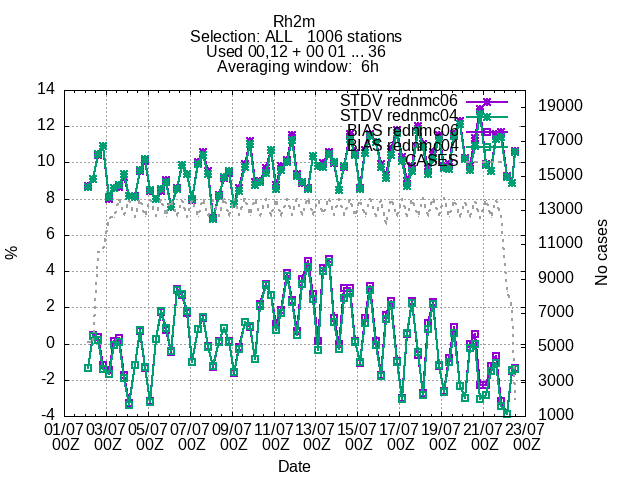 Rh2m
Selection: ALL   1006 stations
Used 00,12 + 00 01 ... 36
Averaging window:  6h
STDV rednmc06
STDV rednmc04
BIAS rednmc06
BIAS rednmc04
CASES
14
12
10
8
6
4
2
0
-2
-4
%
19000
17000
15000
13000
11000
9000
7000
5000
3000
1000
No cases
01/07 03/07 05/07 07/07 09/07 11/07 13/07 15/07 17/07 19/07 21/07 23/07
00Z 00Z 00Z 00Z 00Z 00Z 00Z 00Z 00Z 00Z 00Z 00Z
Date